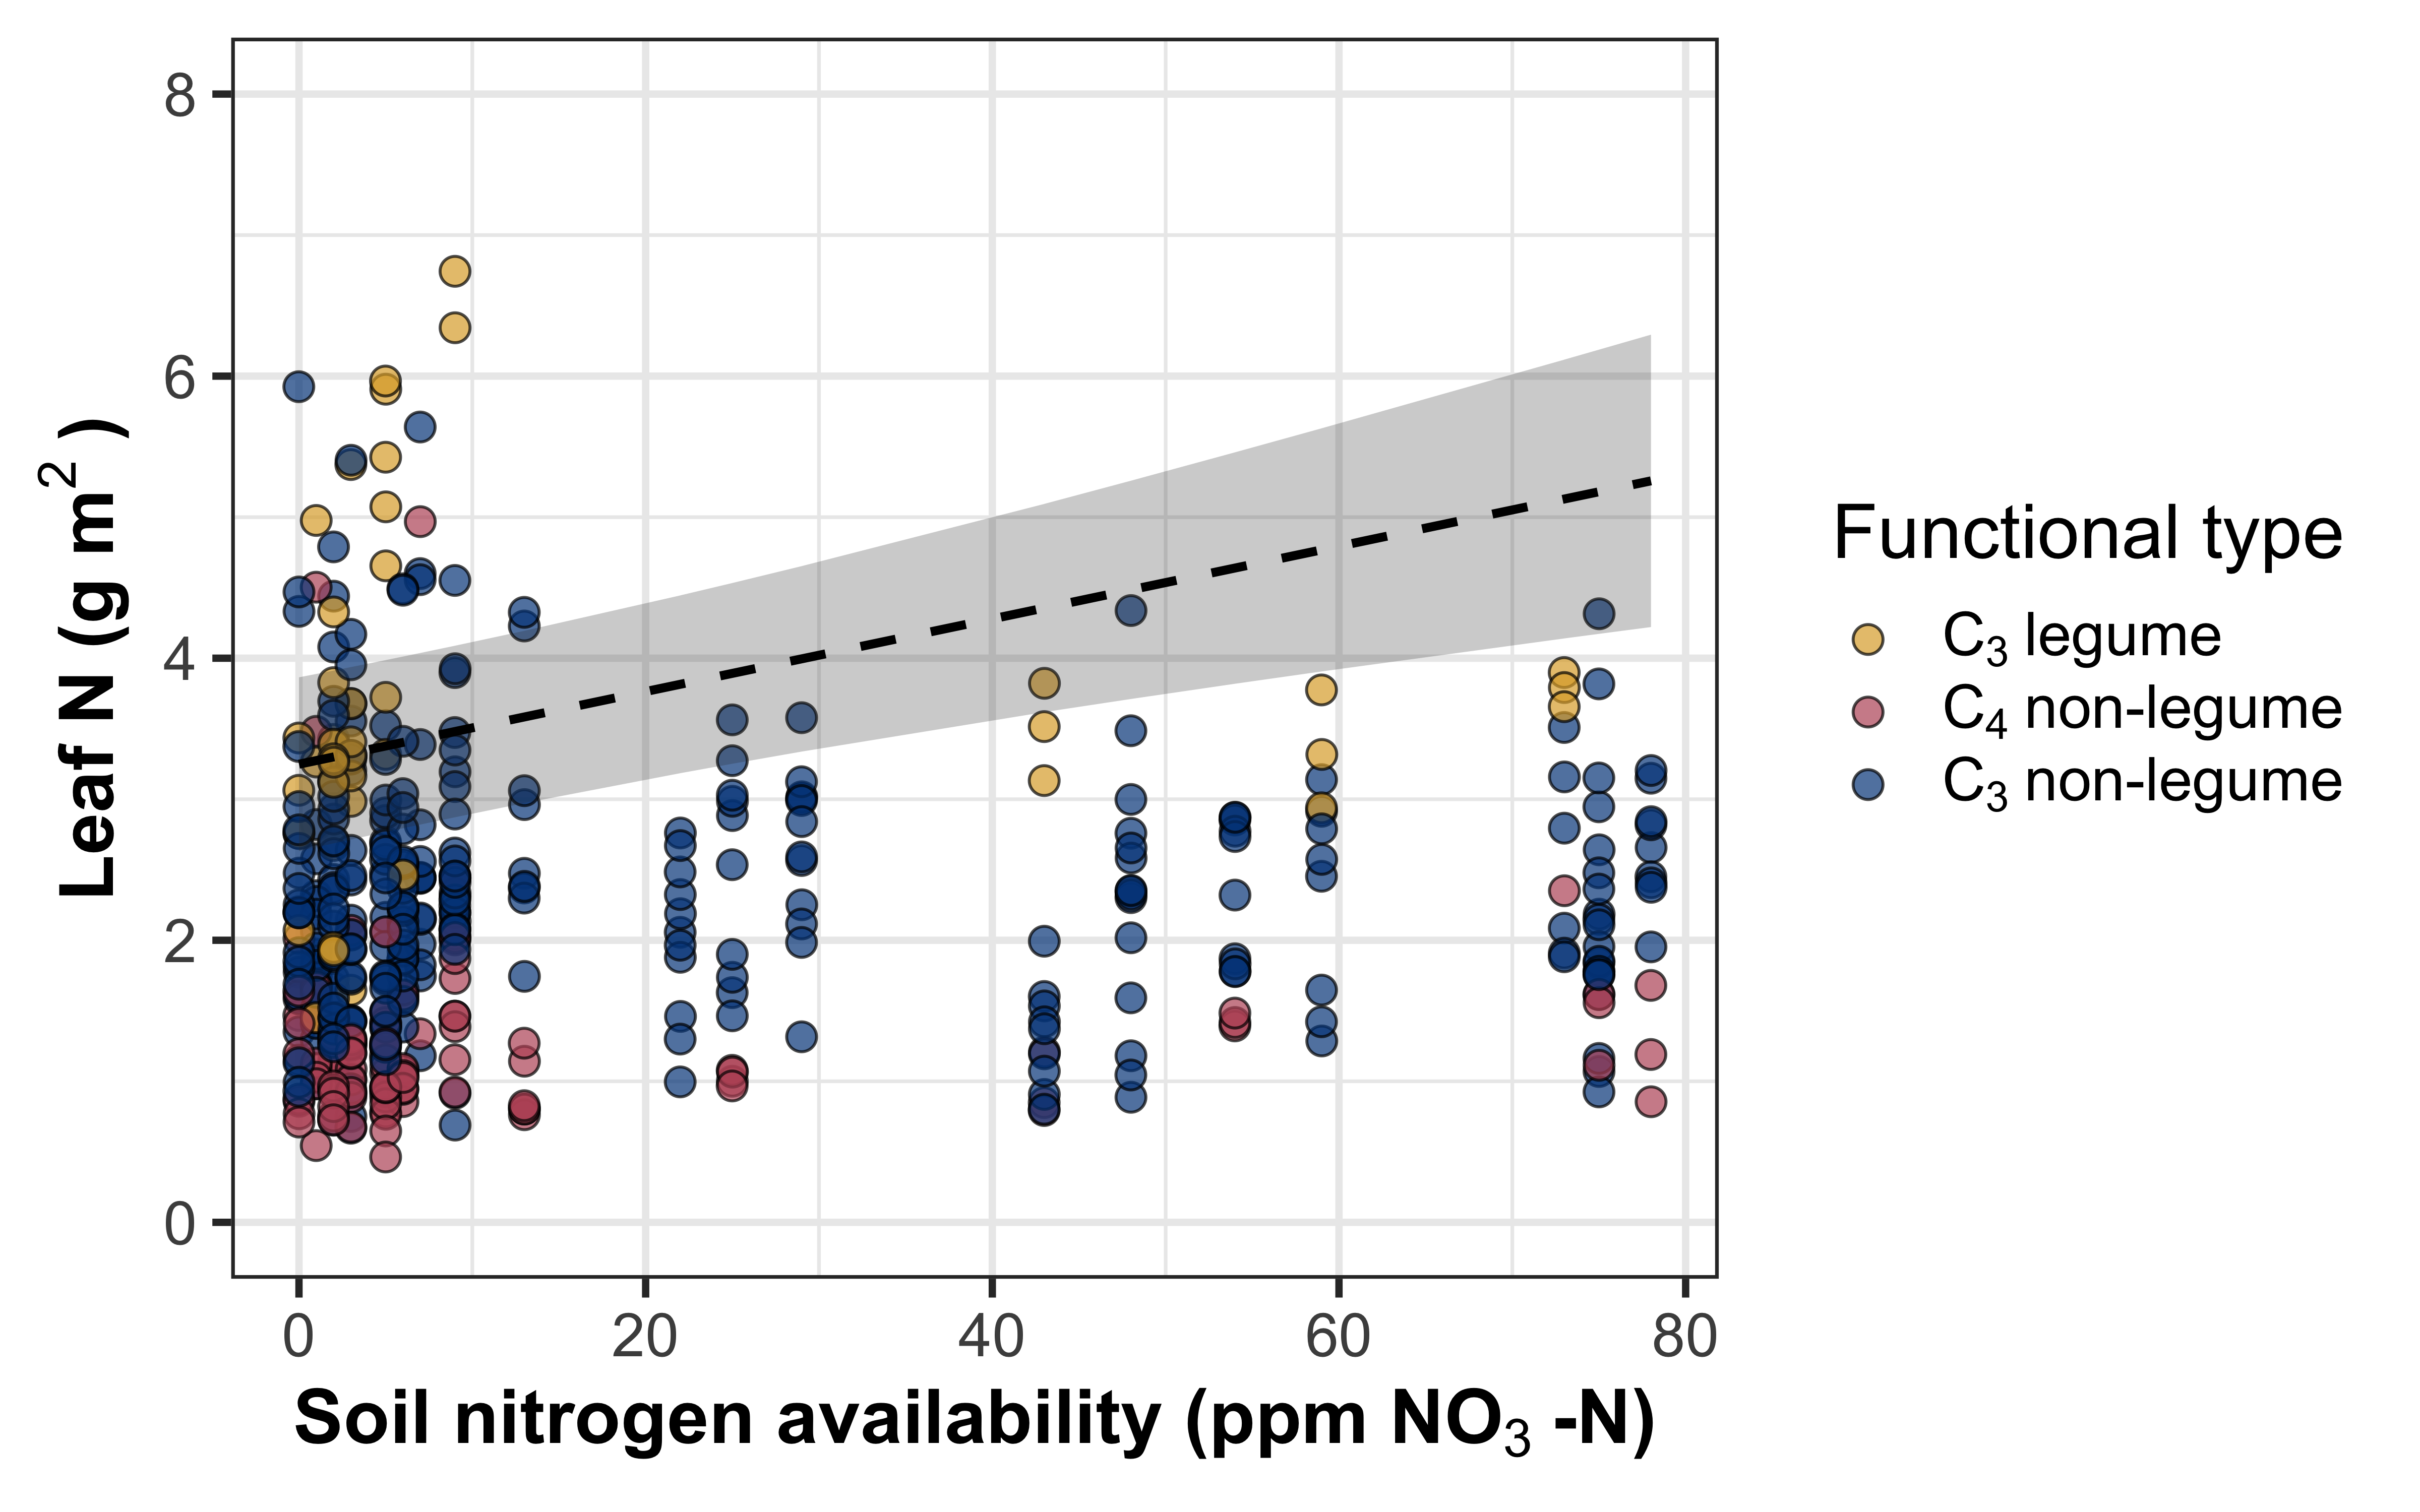 8
6
4
2
0
Leaf N (g m²)
0 20 40 60 80
Soil nitrogen availability (ppm NO₃ -N)
Functional type
C₃ legume
C₄ non-legume
C₃ non-legume